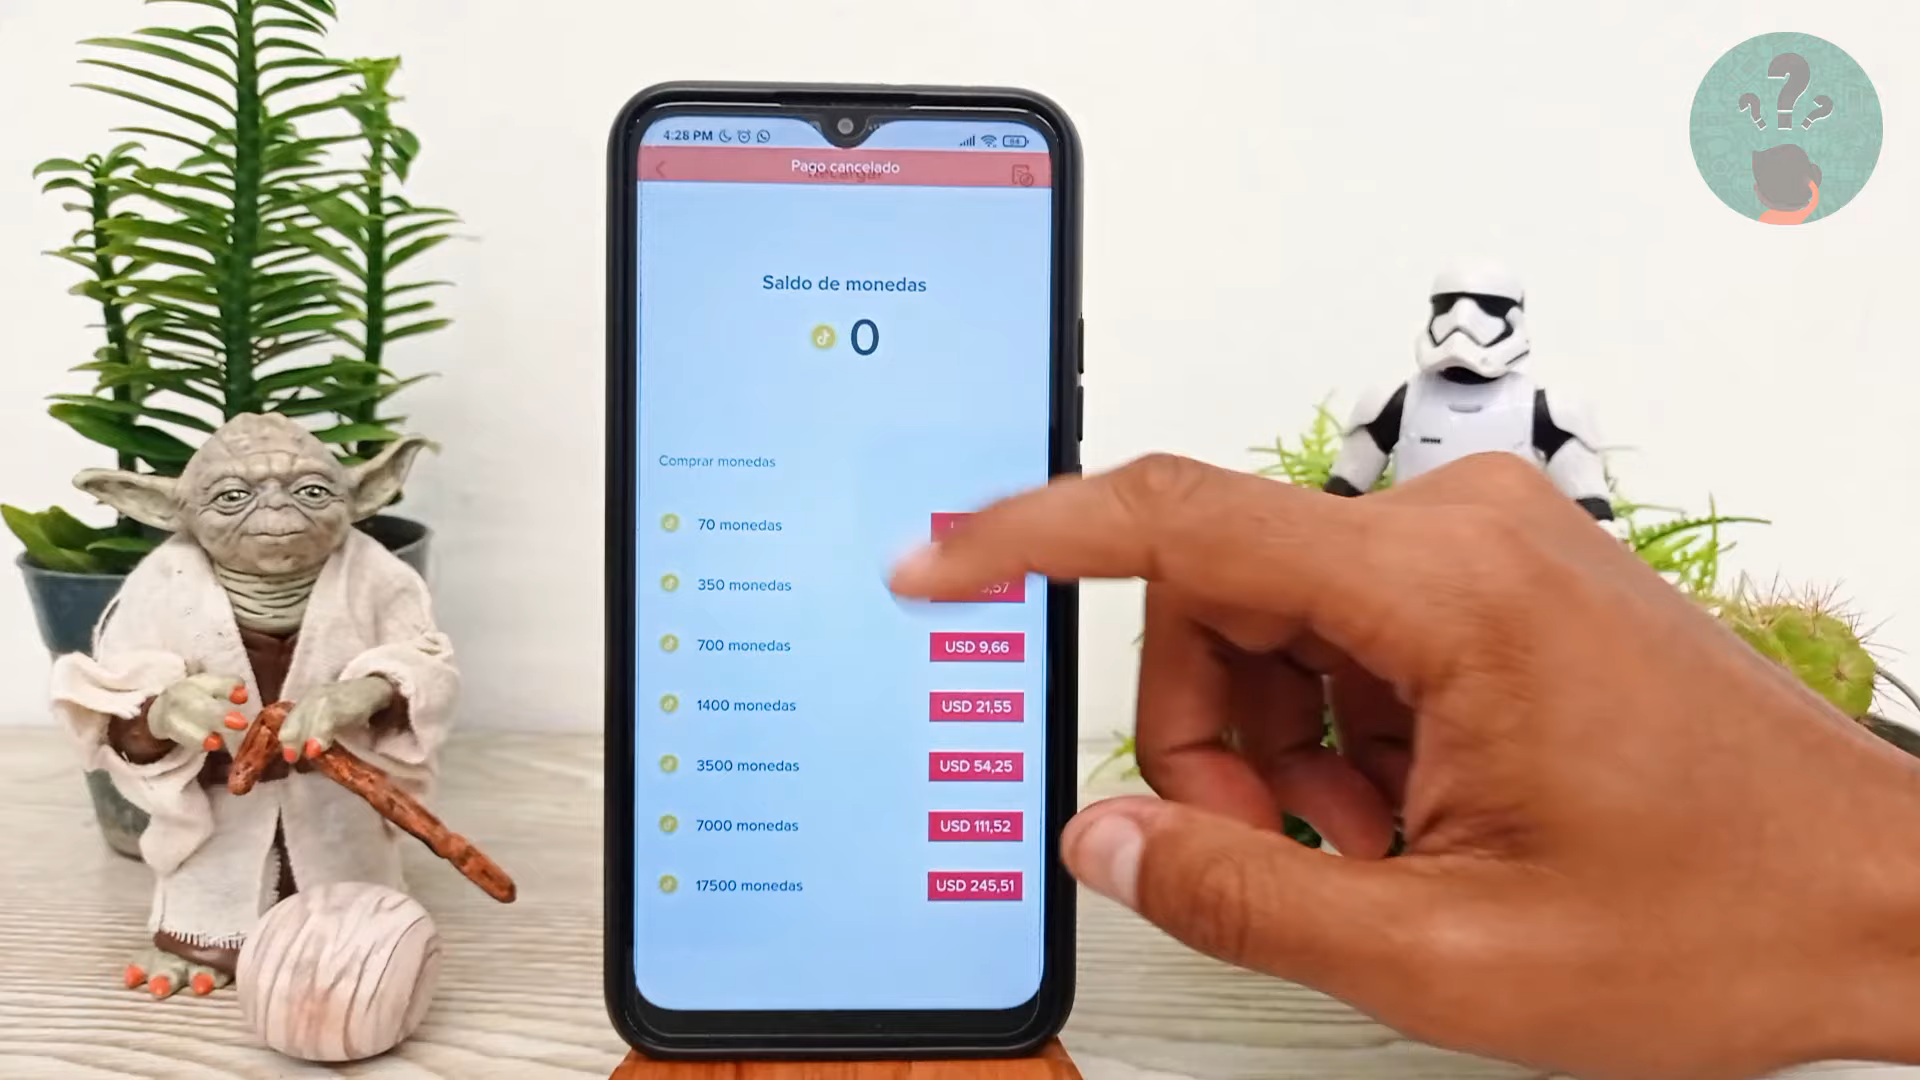 4:28 PM
Pago cancelado
Recargar
Saldo de monedas
0
Comprar monedas
70 monedas
350 monedas
700 monedas USD 9,66
1400 monedas USD 21,55
3500 monedas USD 54,25
7000 monedas USD 111,52
17500 monedas USD 245,51